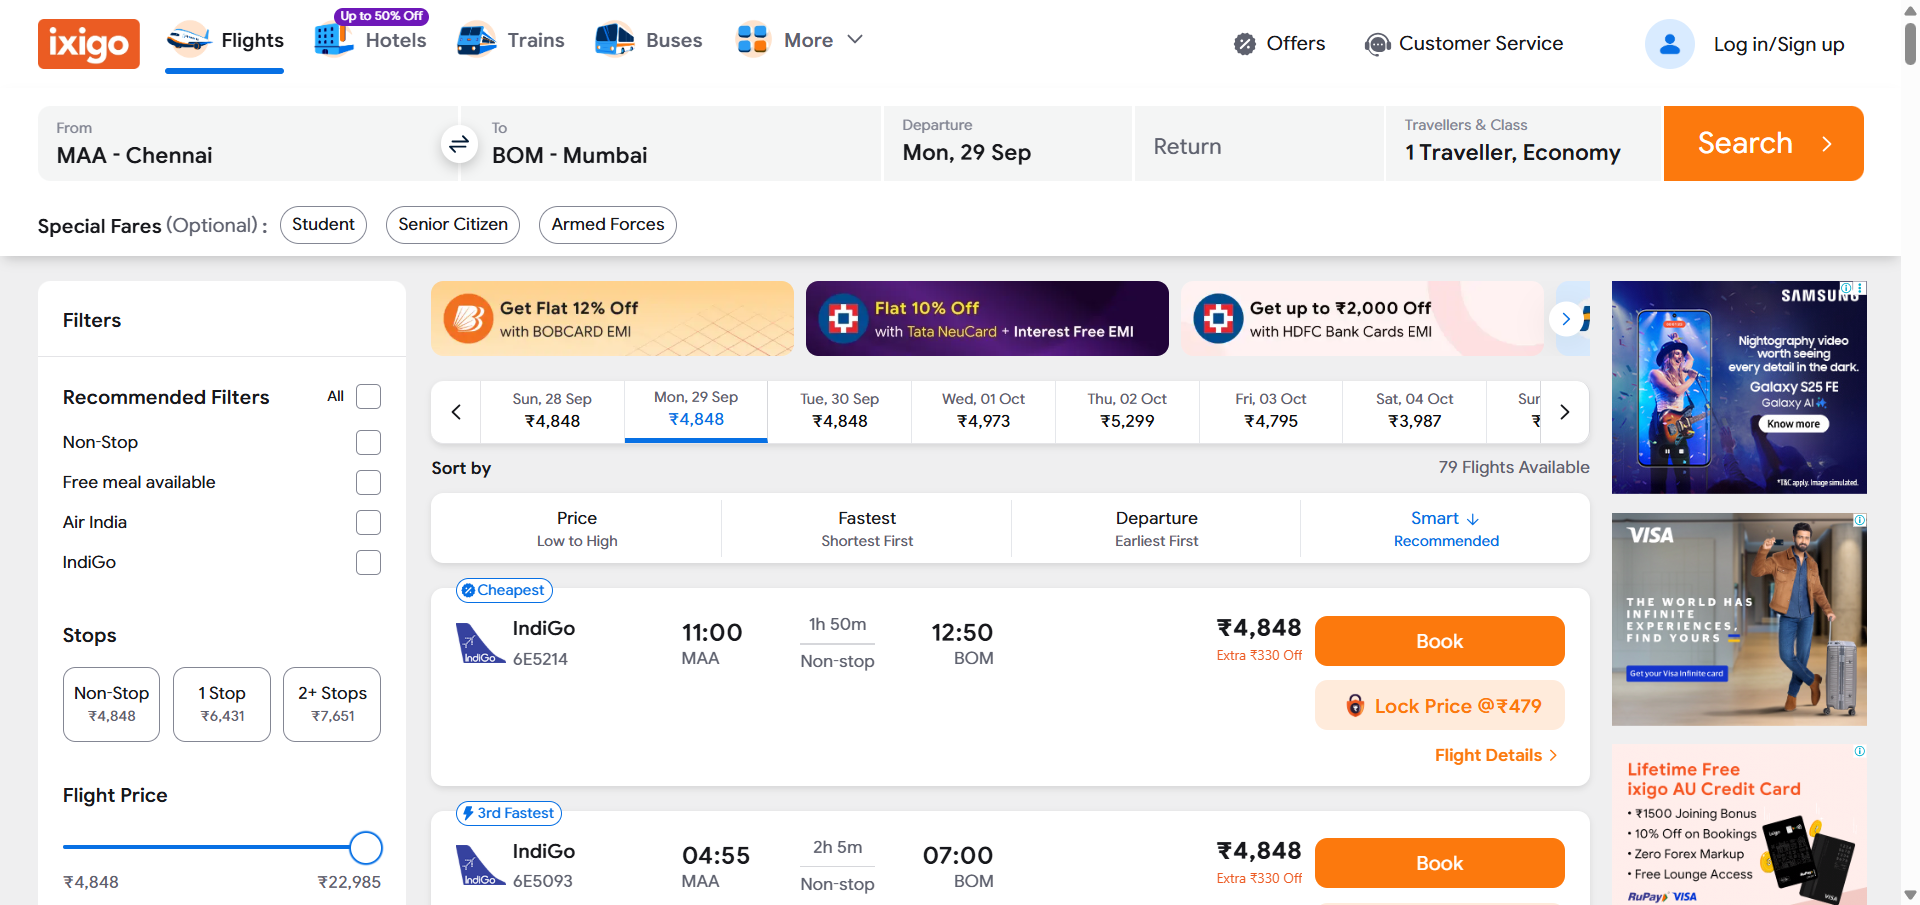 ixigo
Flights
Up to 50% Off
Hotels
Trains
Buses
More
Offers
Customer Service
Log in/Sign up
From
MAA - Chennai
To
BOM - Mumbai
Departure
Mon, 29 Sep
Return
Travellers & Class
1 Traveller, Economy
Search
Special Fares (Optional) :
Student
Senior Citizen
Armed Forces
Filters
Recommended Filters
All
Non-Stop
Free meal available
Air India
IndiGo
Stops
Non-Stop
₹4,848
1 Stop
₹6,431
2+ Stops
₹7,651
Flight Price
₹4,848
₹22,985
Get Flat 12% Off
with BOBCARD EMI
Flat 10% Off
with Tata NeuCard + Interest Free EMI
Get up to ₹2,000 Off
with HDFC Bank Cards EMI
Sun, 28 Sep
₹4,848
Mon, 29 Sep
₹4,848
Tue, 30 Sep
₹4,848
Wed, 01 Oct
₹4,973
Thu, 02 Oct
₹5,299
Fri, 03 Oct
₹4,795
Sat, 04 Oct
₹3,987
Sun
₹
Sort by
79 Flights Available
Price
Low to High
Fastest
Shortest First
Departure
Earliest First
Smart
Recommended
Cheapest
IndiGo
IndiGo
6E5214
11:00
MAA
1h 50m
Non-stop
12:50
BOM
₹4,848
Extra ₹330 Off
Book
Lock Price @₹479
Flight Details
3rd Fastest
IndiGo
IndiGo
6E5093
04:55
MAA
2h 5m
Non-stop
07:00
BOM
₹4,848
Extra ₹330 Off
Book
SAMSUNG
Nightography video
worth seeing
every detail in the dark.
Galaxy S25 FE
Galaxy AI
Know more
*T&C apply. Image simulated.
VISA
THE WORLD HAS
INFINITE
EXPERIENCES,
FIND YOURS
Get your Visa Infinite card
Lifetime Free
ixigo AU Credit Card
• ₹1500 Joining Bonus
• 10% Off on Bookings
• Zero Forex Markup
• Free Lounge Access
RuPay VISA